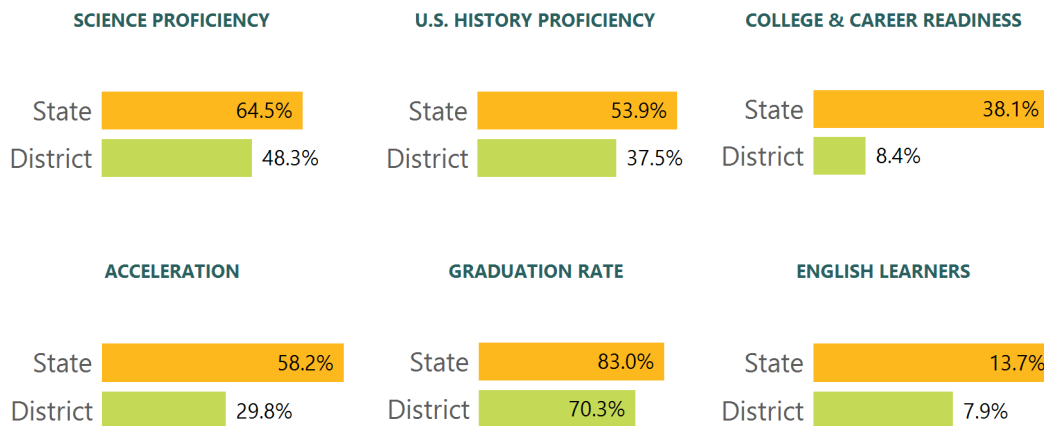 SCIENCE PROFICIENCY
State 64.5%
District 48.3%
U.S. HISTORY PROFICIENCY
State 53.9%
District 37.5%
COLLEGE & CAREER READINESS
State 38.1%
District 8.4%
ACCELERATION
State 58.2%
District 29.8%
GRADUATION RATE
State 83.0%
District 70.3%
ENGLISH LEARNERS
State 13.7%
District 7.9%